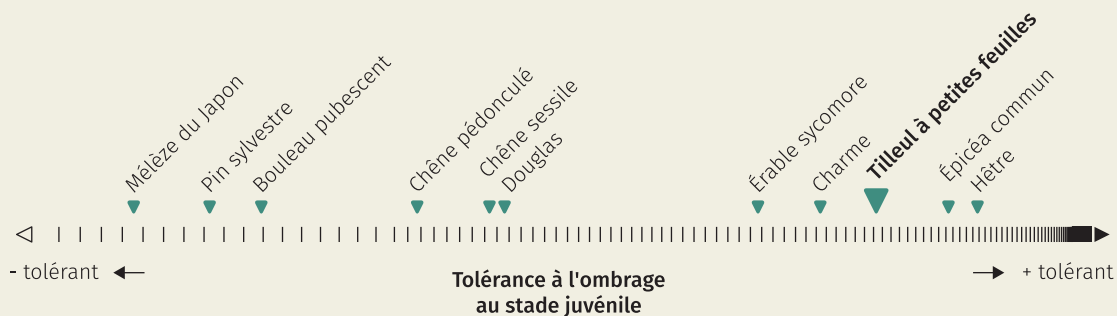 Mélèze du Japon
Pin sylvestre
Bouleau pubescent
Chêne pédonculé
Chêne sessile
Douglas
Érable sycomore
Charme
Tilleul à petites feuilles
Épicéa commun
Hêtre
- tolérant
Tolérance à l'ombrage
au stade juvénile
+ tolérant